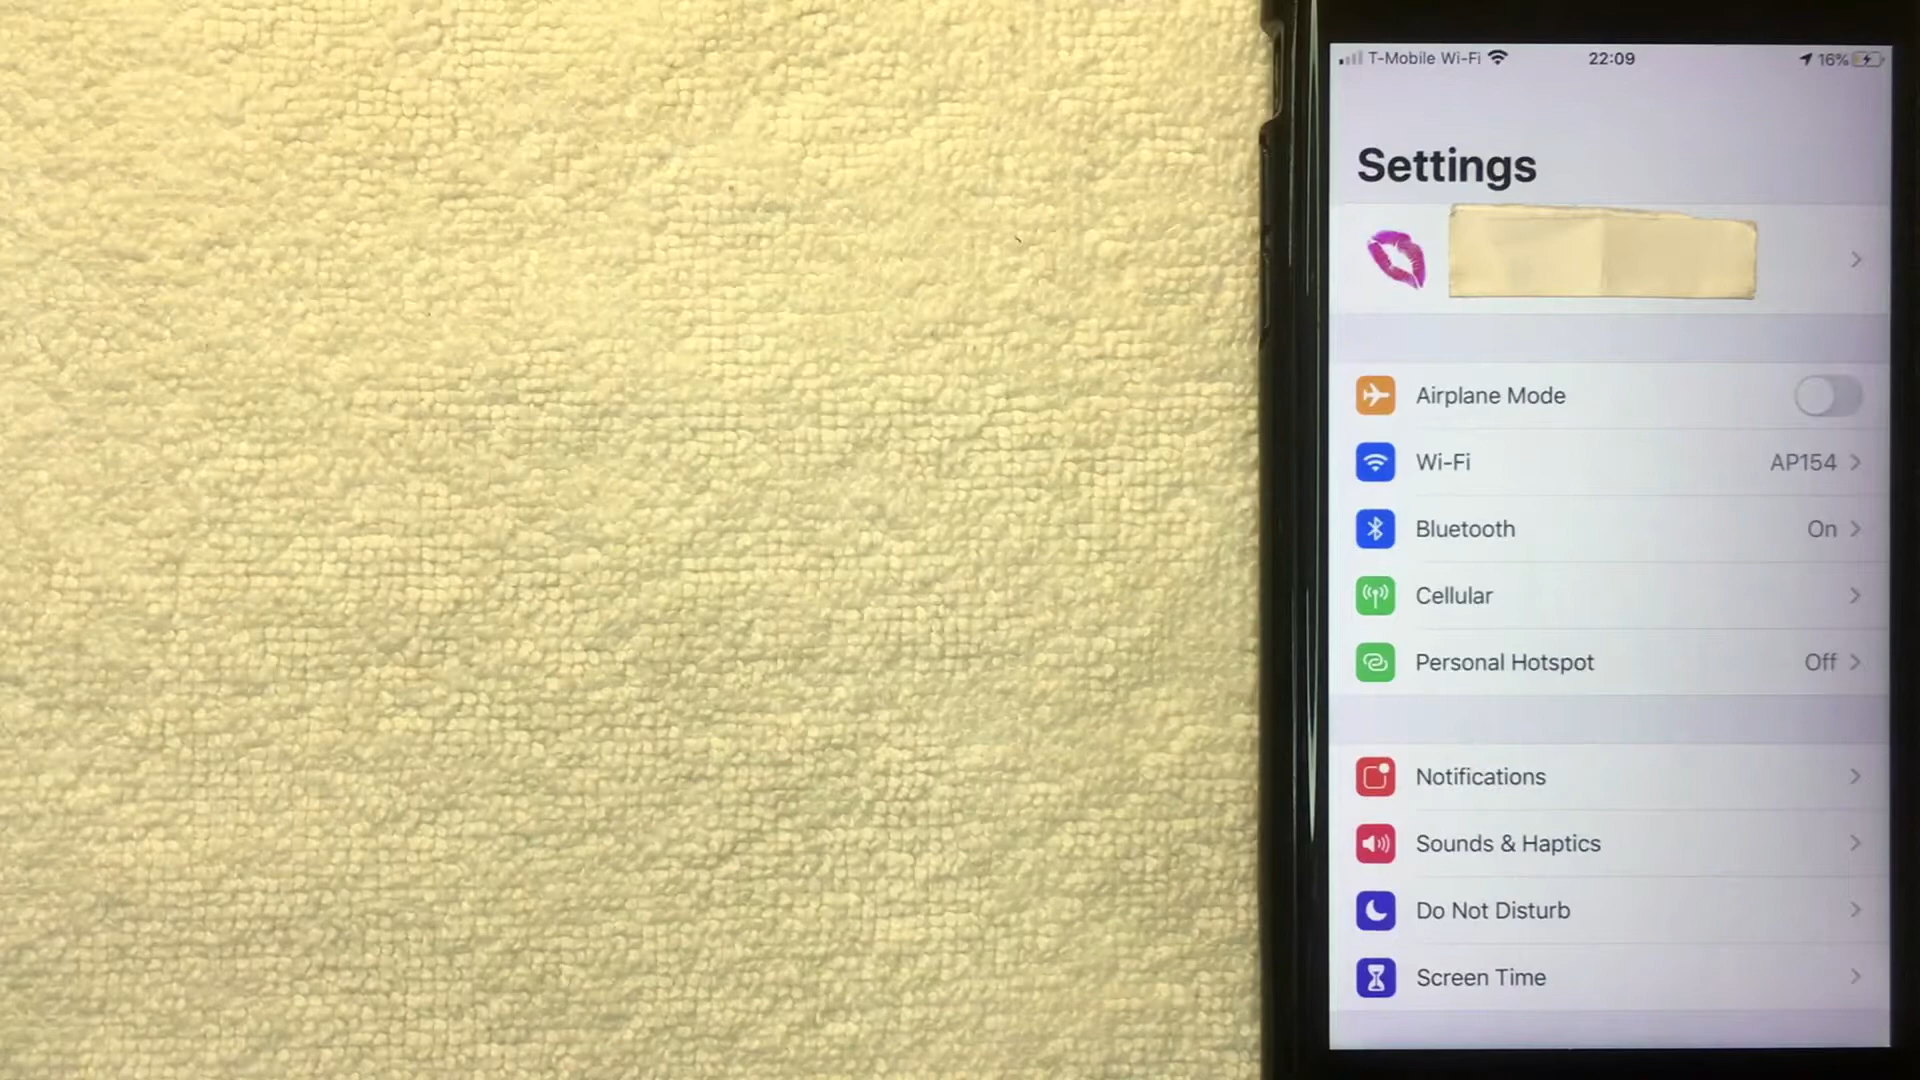 T-Mobile Wi-Fi 22:09 16%
Settings
Airplane Mode
Wi-Fi AP154
Bluetooth On
Cellular
Personal Hotspot Off
Notifications
Sounds & Haptics
Do Not Disturb
Screen Time